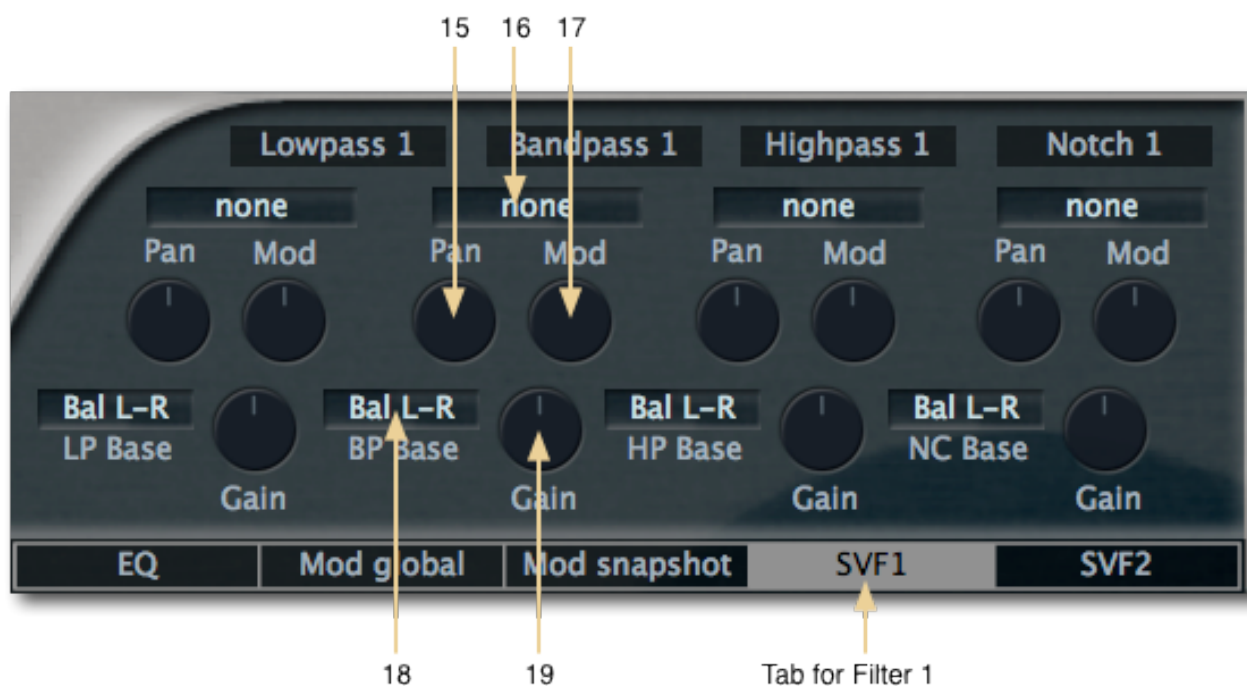 15 16 17
Lowpass 1 Bandpass 1 Highpass 1 Notch 1
none none none none
Pan Mod Pan Mod Pan Mod Pan Mod
Bal L-R Bal L-R Bal L-R Bal L-R
LP Base BP Base HP Base NC Base
Gain Gain Gain Gain
EQ Mod global Mod snapshot SVF1 SVF2
18 19 Tab for Filter 1